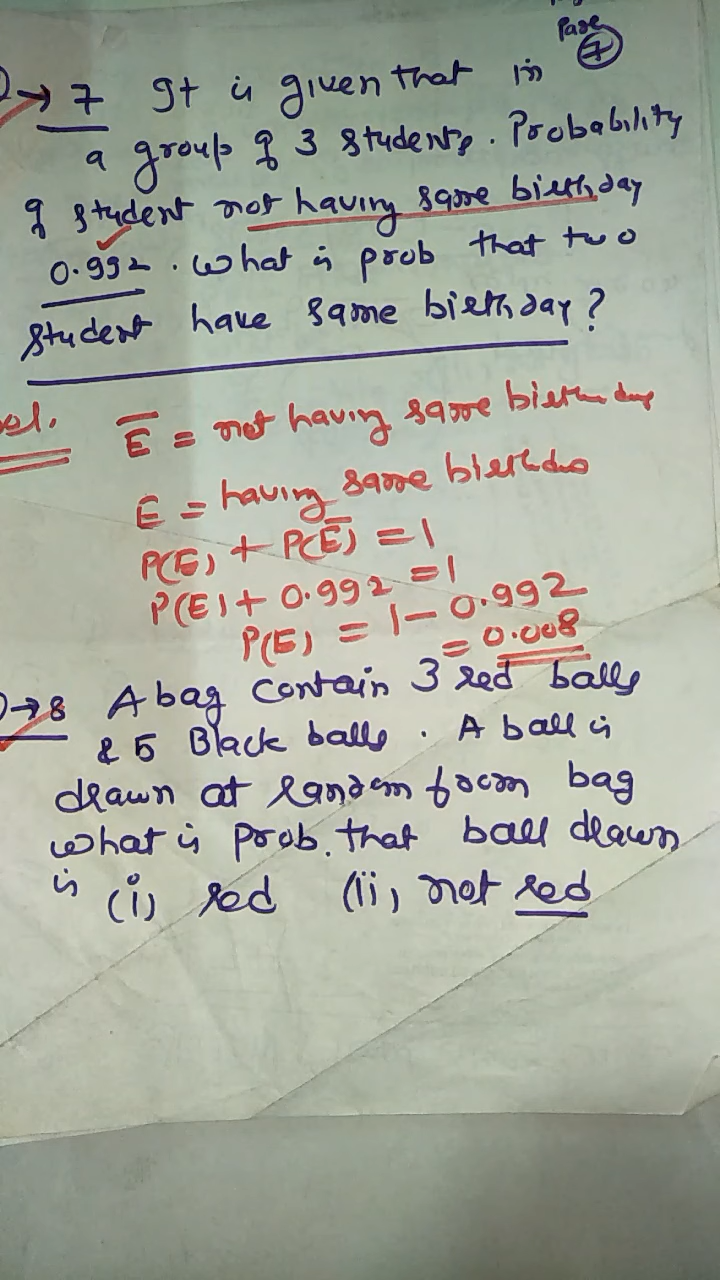 Page
7
Q→ 7 It is given that in
a group of 3 students. Probability
of student not having same birthday
0.992. What is prob that two
student have same birthday?
Sol. E̅ = not having same birthday
E = having same birthday
P(E) + P(E̅) = 1
P(E) + 0.992 = 1
P(E) = 1 - 0.992
= 0.008
Q→8 A bag contain 3 red balls
& 5 Black balls. A ball is
drawn at random from bag
what is prob. that ball drawn
is (i) red (ii) not red